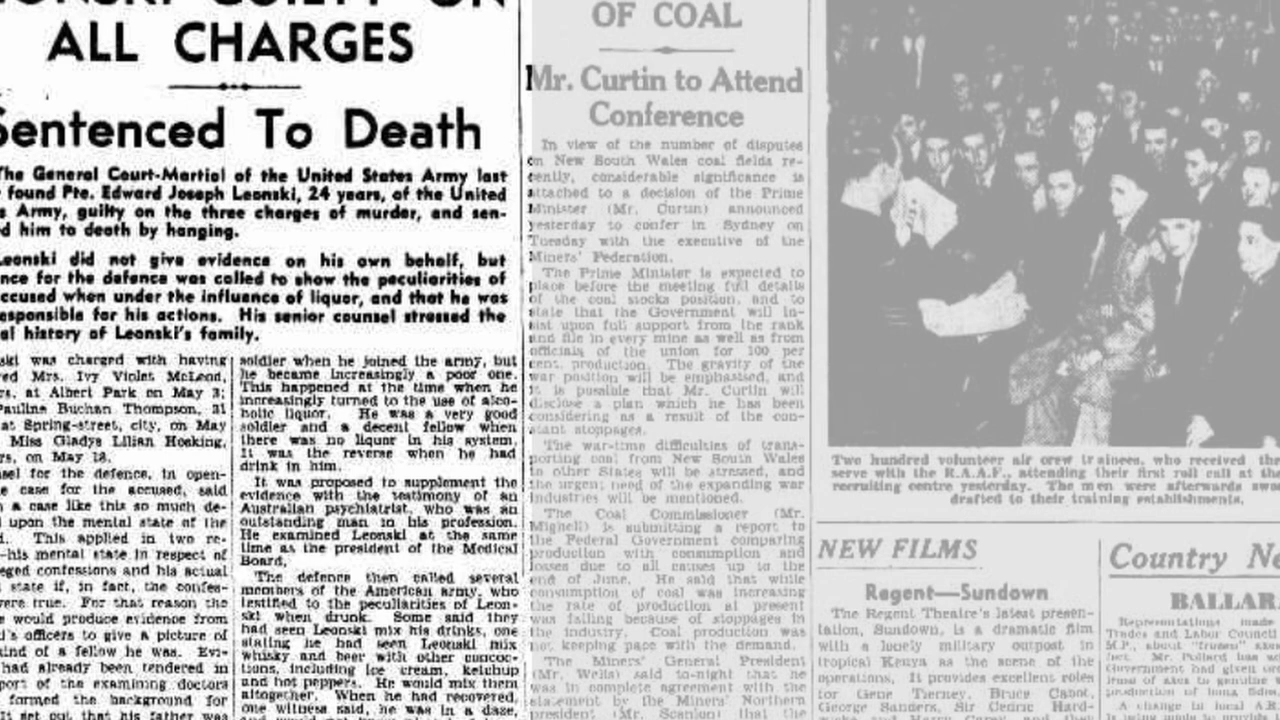 ALL CHARGES
Sentenced To Death
The General Court-Martial of the United States Army last
found Pte. Edward Joseph Leonski, 24 years, of the United
Army, guilty on the three charges of murder, and sen-
him to death by hanging.
Leonski did not give evidence on his own behalf, but
for the defence was called to show the peculiarities of
accused when under the influence of liquor, and that he was
responsible for his actions. His senior counsel stressed the
history of Leonski's family.
was charged with having
Mrs. Ivy Violet McLeod,
at Albert Park on May 3;
Pauline Buchan Thompson, 31
at Spring-street, city, on May
Miss Gladys Lilian Hosking,
on May 18.
for the defence, in open-
case for the accused, said
a case like this so much de-
upon the mental state of the
This applied in two re-
—his mental state in respect of
confessions and his actual
state if, in fact, the confes-
were true. For that reason the
would produce evidence from
officers to give a picture of
kind of a fellow he was. Evi-
had already been tendered in
of the examining doctors
formed the background for
It set out that his father was
soldier when he joined the army, but
he became increasingly a poor one.
This happened at the time when he
increasingly turned to the use of alco-
holic liquor. He was a very good
soldier and a decent fellow when
there was no liquor in his system.
It was the reverse when he had
drink in him.
It was proposed to supplement the
evidence with the testimony of an
Australian psychiatrist, who was an
outstanding man in his profession.
He examined Leonski at the same
time as the president of the Medical
Board.
The defence then called several
members of the American army, who
testified to the peculiarities of Leon-
ski when drunk. Some said they
had seen Leonski mix his drinks, one
stating he had seen Leonski mix
whisky and beer with other concoc-
tions, including ice cream, ketchup
and hot peppers. He would mix them
altogether. When he had recovered,
one witness said, he was in a daze,
OF COAL
Mr. Curtin to Attend
Conference
In view of the number of disputes
on New South Wales coal fields re-
cently, considerable significance is
attached to a decision of the Prime
Minister (Mr. Curtin) announced
yesterday to confer in Sydney on
Tuesday with the executive of the
Miners' Federation.
The Prime Minister is expected to
place before the meeting full details
of the coal stocks position, and to
state that the Government will in-
sist upon full support from the rank
and file in every mine as well as from
officials of the union for 100 per
cent. production. The gravity of the
war position will be emphasised, and
it is possible that Mr. Curtin will
disclose a plan which he has been
considering as a result of the con-
stant stoppages.
The war-time difficulties of trans-
porting coal from New South Wales
to other States will be stressed, and
the urgent need of the expanding war
industries will be mentioned.
The Coal Commissioner (Mr.
Mighell) is submitting a report to
the Federal Government comparing
production with consumption and
losses due to all causes up to the
end of June. He said that while
consumption of coal was increasing
the rate of production at present
was falling because of stoppages in
the industry. Coal production was
not keeping pace with the demand.
The Miners' General President
(Mr. Wells) said to-night that he
was in complete agreement with the
statement by the Miners' Northern
president (Mr. Scanlon) that the
Two hundred volunteer air crew trainees, who received
serve with the R.A.A.F., attending their first roll call at
recruiting centre yesterday. The men were afterwards
drafted to their training establishments.
NEW FILMS
Regent—Sundown
The Regent Theatre's latest presen-
tation, Sundown, is a dramatic film
with a lonely military outpost in
tropical Kenya as the scene of the
operations. It provides excellent roles
for Gene Tierney, Bruce Cabot,
George Sanders, Sir Cedric Hard-
Country
Representations made
Trades and Labor Council
M.P., about "frozen"
Mr. Pollard has
Government had given
to genuine
production of
A change in local